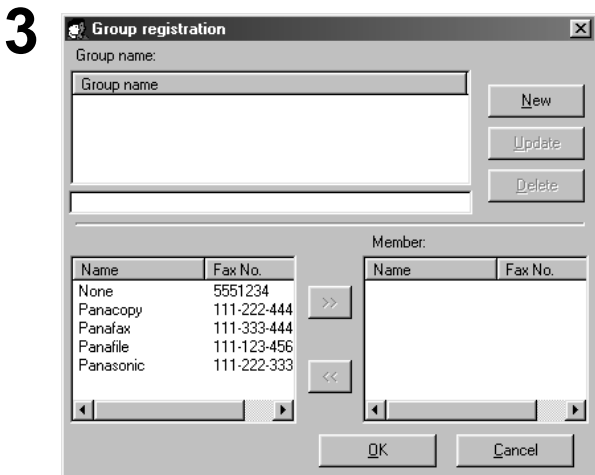 3
Group registration
Group name:
Group name
New
Update
Delete
Member:
Name Fax No.
None 5551234
Panacopy 111-222-444
Panafax 111-333-444
Panafile 111-123-456
Panasonic 111-222-333
>>
<<
Name Fax No.
OK Cancel